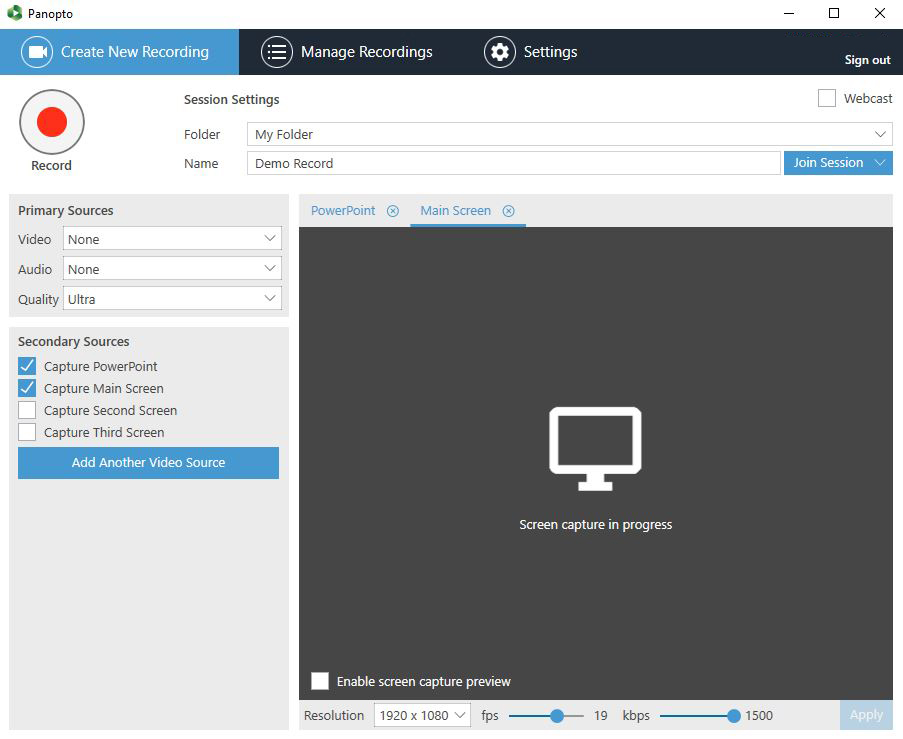 Panopto
Create New Recording
Manage Recordings
Settings
Sign out
Record
Session Settings
Webcast
Folder
My Folder
Name
Demo Record
Join Session
Primary Sources
Video
None
Audio
None
Quality
Ultra
Secondary Sources
Capture PowerPoint
Capture Main Screen
Capture Second Screen
Capture Third Screen
Add Another Video Source
PowerPoint
Main Screen
Screen capture in progress
Enable screen capture preview
Resolution
1920 x 1080
fps
19
kbps
1500
Apply